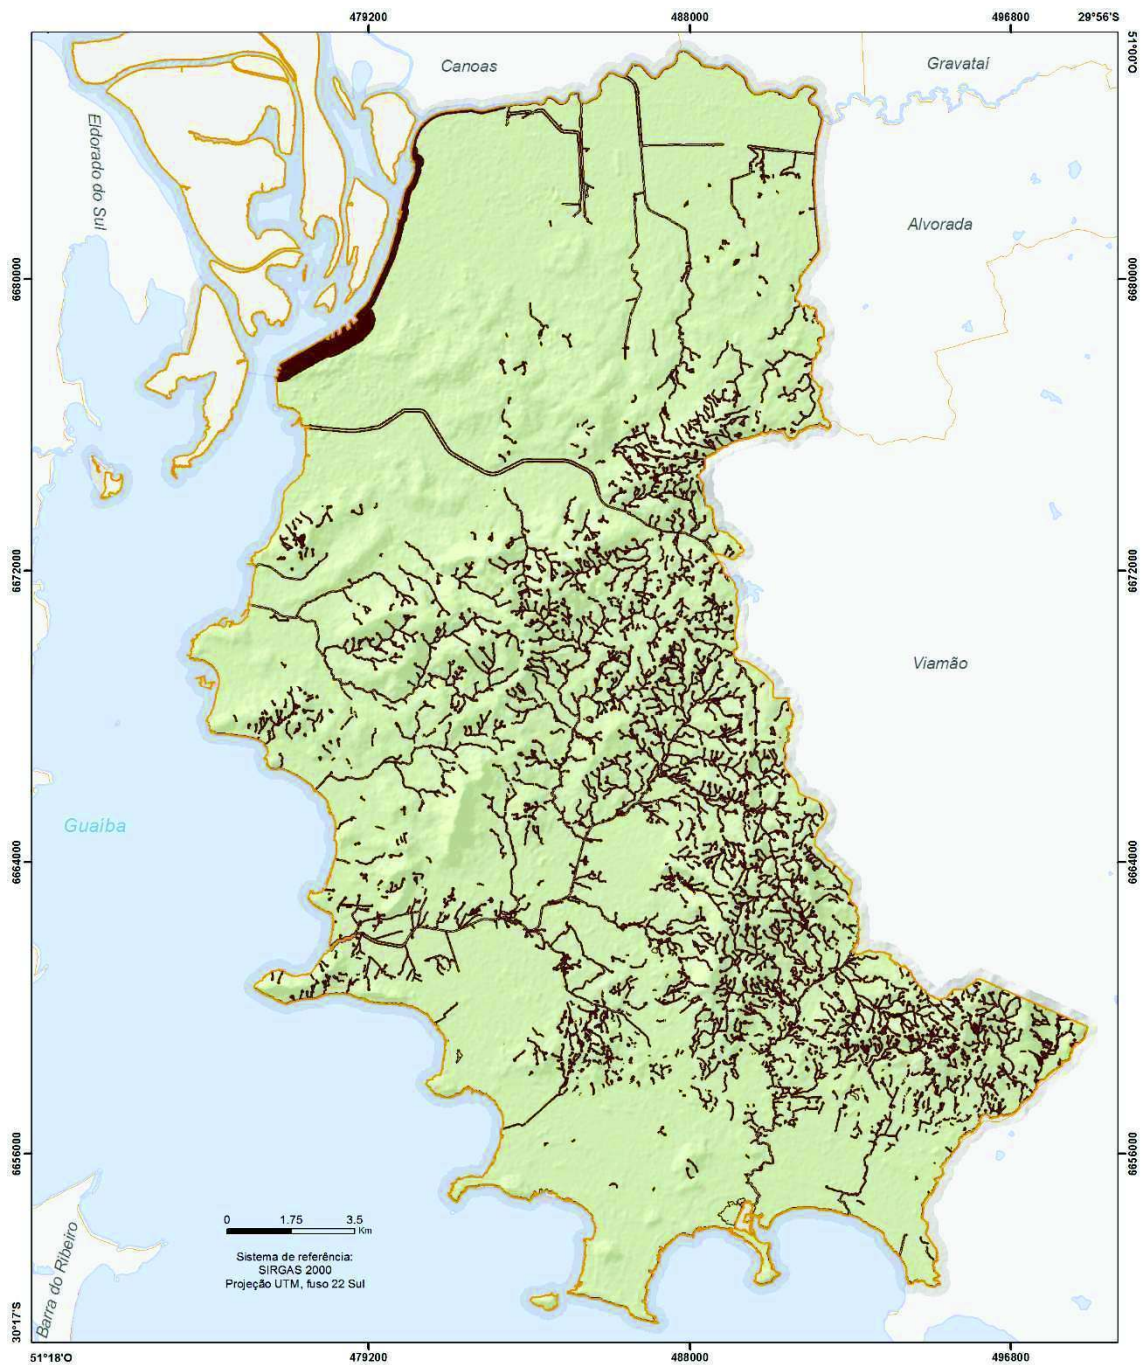 479200
488000
496800
29°56'S
51°00'O
Canoas
Gravataí
Eldorado do Sul
Alvorada
6680000
6680000
6672000
6672000
Viamão
Guaiba
6664000
6664000
6656000
6656000
0 1.75 3.5
Km
Sistema de referência:
SIRGAS 2000
Projeção UTM, fuso 22 Sul
Barra do Ribeiro
30°17'S
51°18'O
479200
488000
496800